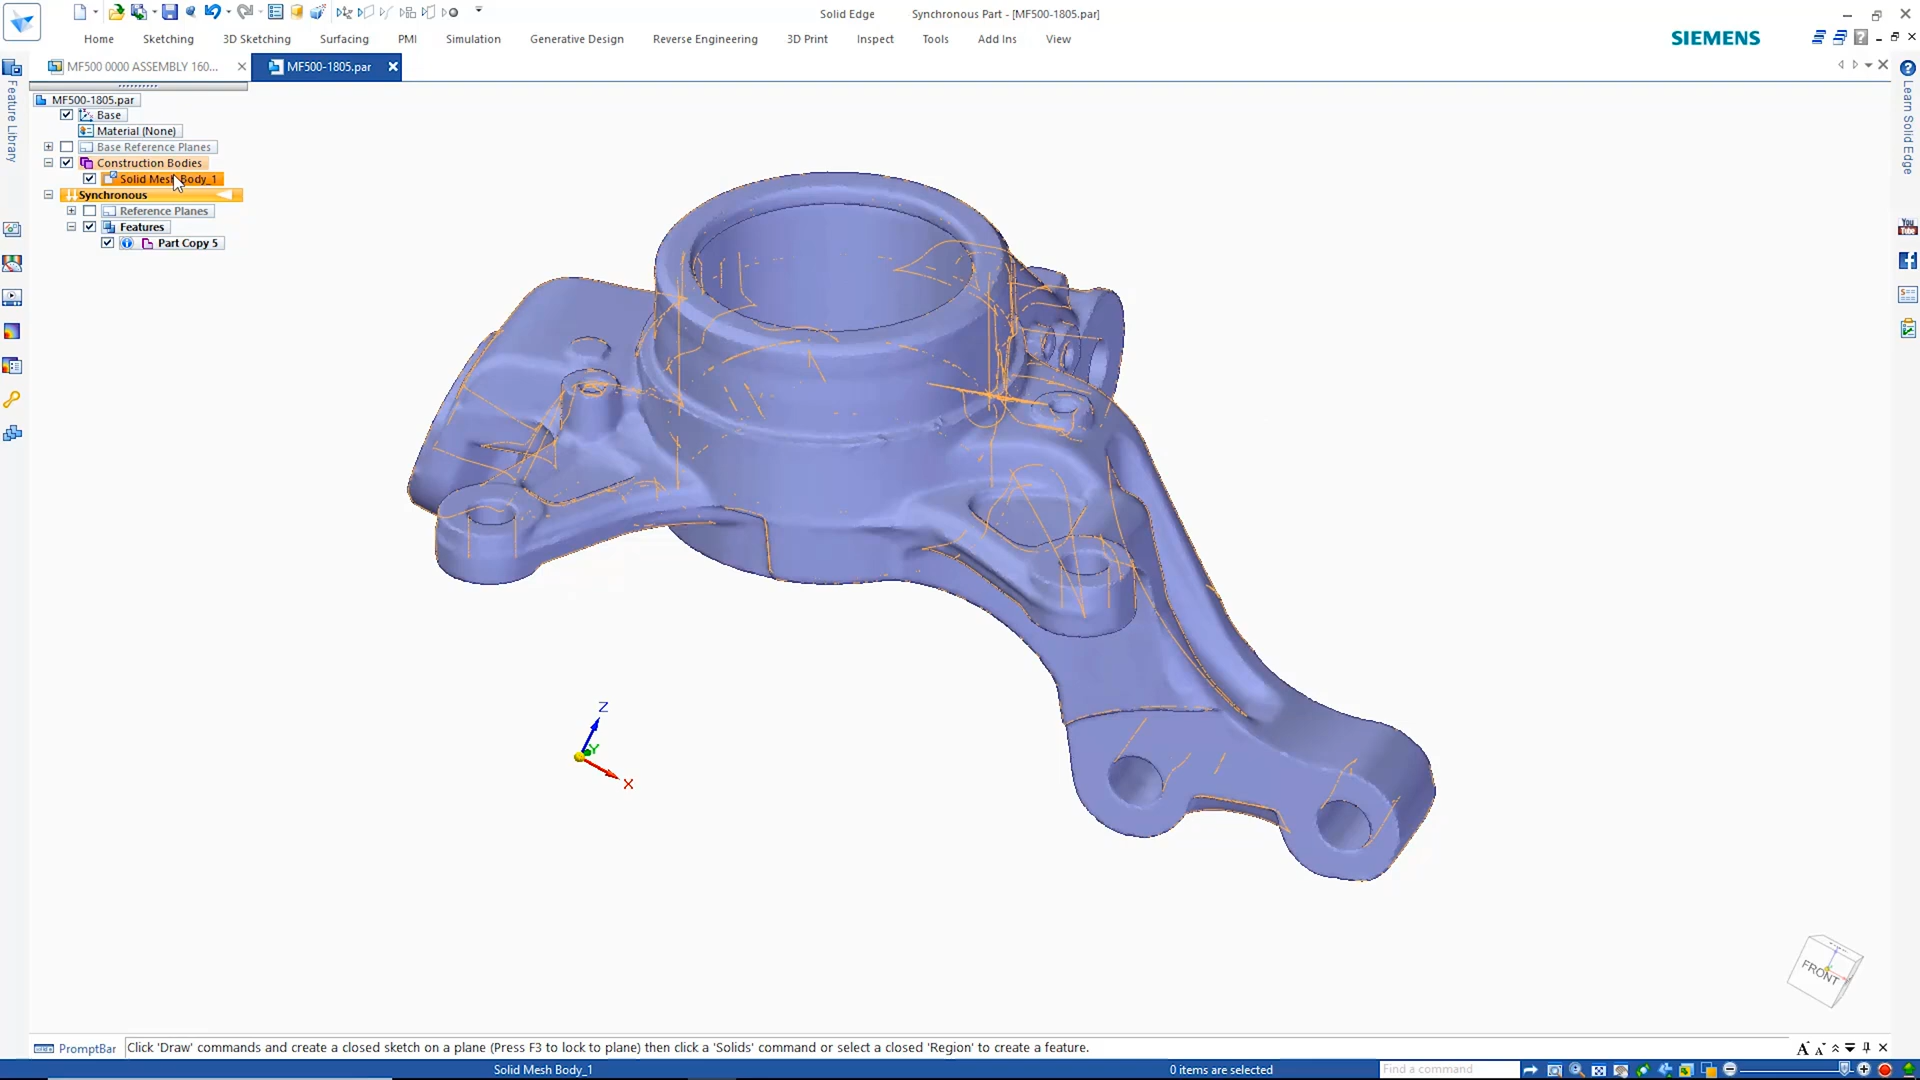 Solid Edge Synchronous Part - [MF500-1805.par]
Home Sketching 3D Sketching Surfacing PMI Simulation Generative Design Reverse Engineering 3D Print Inspect Tools Add Ins View
SIEMENS
MF500 0000 ASSEMBLY 160...
MF500-1805.par
Feature Library
Learn Solid Edge
MF500-1805.par
Base
Material (None)
Base Reference Planes
Construction Bodies
Solid Mesh Body_1
Synchronous
Reference Planes
Features
Part Copy 5
You
Tube
Z
Y
X
FRONT
PromptBar Click 'Draw' commands and create a closed sketch on a plane (Press F3 to lock to plane) then click a 'Solids' command or select a closed 'Region' to create a feature.
Solid Mesh Body_1 0 items are selected Find a command